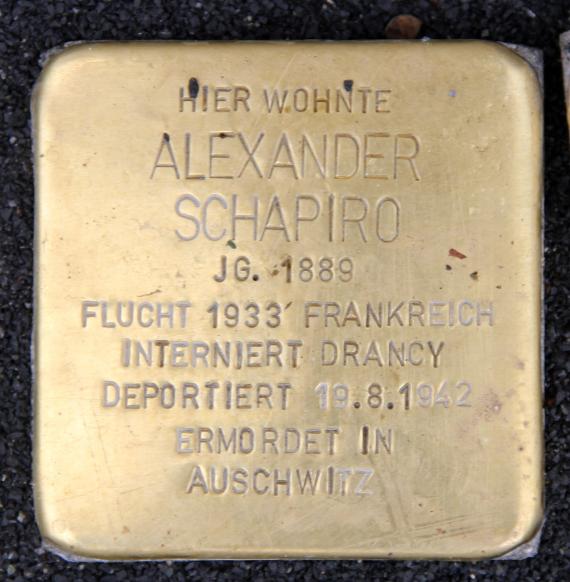 HIER WOHNTE
ALEXANDER
SCHAPIRO
JG. 1889
FLUCHT 1933 FRANKREICH
INTERNIERT DRANCY
DEPORTIERT 19.8.1942
ERMORDET IN
AUSCHWITZ